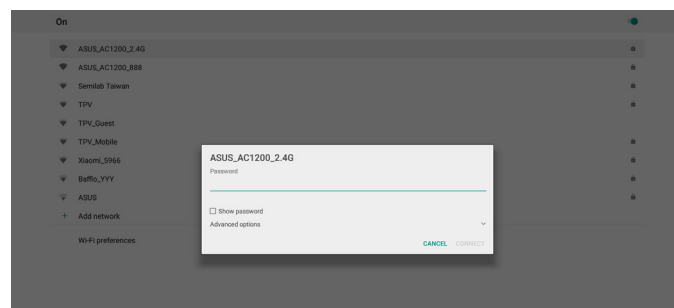 On
ASUS_AC1200_2.4G
ASUS_AC1200_888
Semilab Taiwan
TPV
TPV_Guest
TPV_Mobile
Xiaomi_5966
Baffio_YYY
ASUS
Add network
Wi-Fi preferences
ASUS_AC1200_2.4G
Password
Show password
Advanced options
CANCEL CONNECT